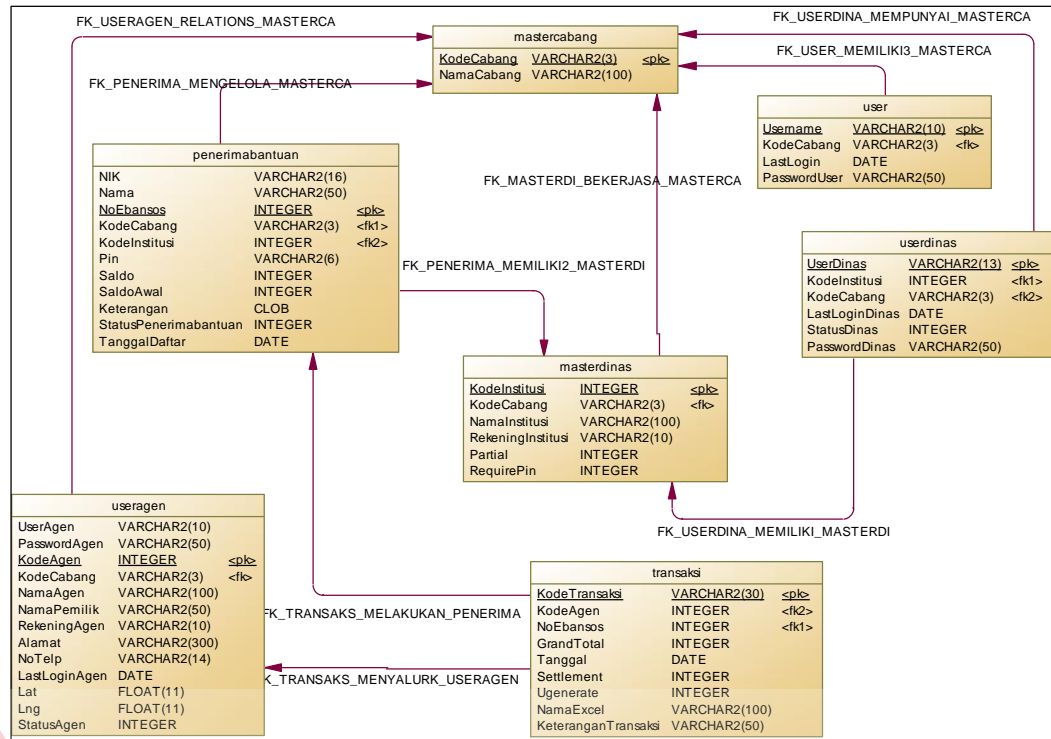 FK_USERAGEN_RELATIONS_MASTERCA
FK_USERDINA_MEMPUNYAI_MASTERCA
mastercabang
KodeCabang VARCHAR2(3) <pk>
NamaCabang VARCHAR2(100)
FK_USER_MEMILIKI3_MASTERCA
FK_PENERIMA_MENGELOLA_MASTERCA
user
Username VARCHAR2(10) <pk>
KodeCabang VARCHAR2(3) <fk>
LastLogin DATE
PasswordUser VARCHAR2(50)
penerimabantuan
NIK VARCHAR2(16)
Nama VARCHAR2(50)
NoEbansos INTEGER <pk>
KodeCabang VARCHAR2(3) <fk1>
KodeInstitusi INTEGER <fk2>
Pin VARCHAR2(6)
Saldo INTEGER
SaldoAwal INTEGER
Keterangan CLOB
StatusPenerimabantuan INTEGER
TanggalDaftar DATE
FK_MASTERDI_BEKERJASA_MASTERCA
FK_PENERIMA_MEMILIKI2_MASTERDI
userdinas
UserDinas VARCHAR2(13) <pk>
KodeInstitusi INTEGER <fk1>
KodeCabang VARCHAR2(3) <fk2>
LastLoginDinas DATE
StatusDinas INTEGER
PasswordDinas VARCHAR2(50)
masterdinas
KodeInstitusi INTEGER <pk>
KodeCabang VARCHAR2(3) <fk>
NamaInstitusi VARCHAR2(100)
RekeningInstitusi VARCHAR2(10)
Partial INTEGER
RequirePin INTEGER
FK_USERDINA_MEMILIKI_MASTERDI
useragen
UserAgen VARCHAR2(10)
PasswordAgen VARCHAR2(50)
KodeAgen INTEGER <pk>
KodeCabang VARCHAR2(3) <fk>
NamaAgen VARCHAR2(100)
NamaPemilik VARCHAR2(50)
RekeningAgen VARCHAR2(10)
Alamat VARCHAR2(300)
NoTelp VARCHAR2(14)
LastLoginAgen DATE
Lat FLOAT(11)
Lng FLOAT(11)
StatusAgen INTEGER
FK_TRANSAKS_MELAKUKAN_PENERIMA
K_TRANSAKS_MENYALURK_USERAGEN
transaksi
KodeTransaksi VARCHAR2(30) <pk>
KodeAgen INTEGER <fk2>
NoEbansos INTEGER <fk1>
GrandTotal INTEGER
Tanggal DATE
Settlement INTEGER
Ugenerate INTEGER
NamaExcel VARCHAR2(100)
KeteranganTransaksi VARCHAR2(50)